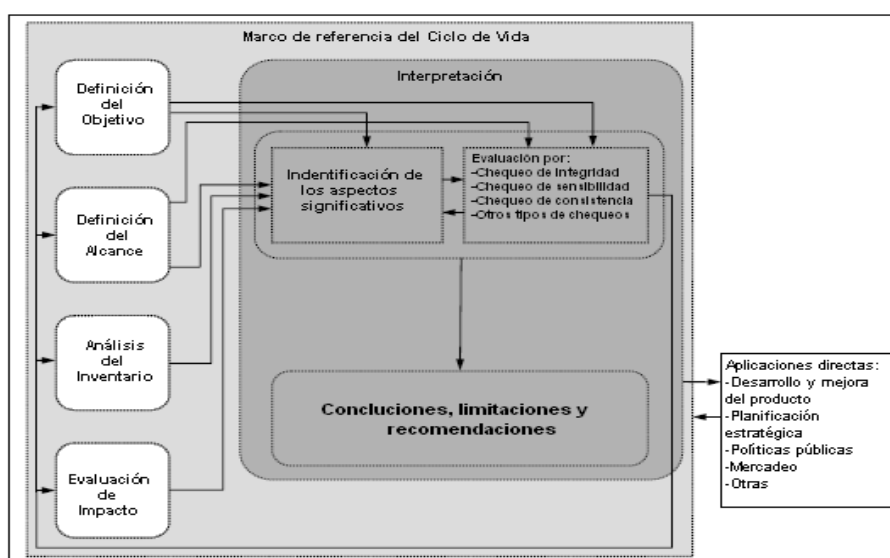 Marco de referencia del Ciclo de Vida
Definición
del
Objetivo
Definición
del
Alcance
Análisis
del
Inventario
Evaluación
de
Impacto
Interpretación
Indentificación de
los aspectos
significativos
Evaluación por:
-Chequeo de integridad
-Chequeo de sensibilidad
-Chequeo de consistencia
-Otros tipos de chequeos
Concluciones, limitaciones y
recomendaciones
Aplicaciones directas:
-Desarrollo y mejora
del producto
-Planificación
estratégica
-Políticas públicas
-Mercadeo
-Otras